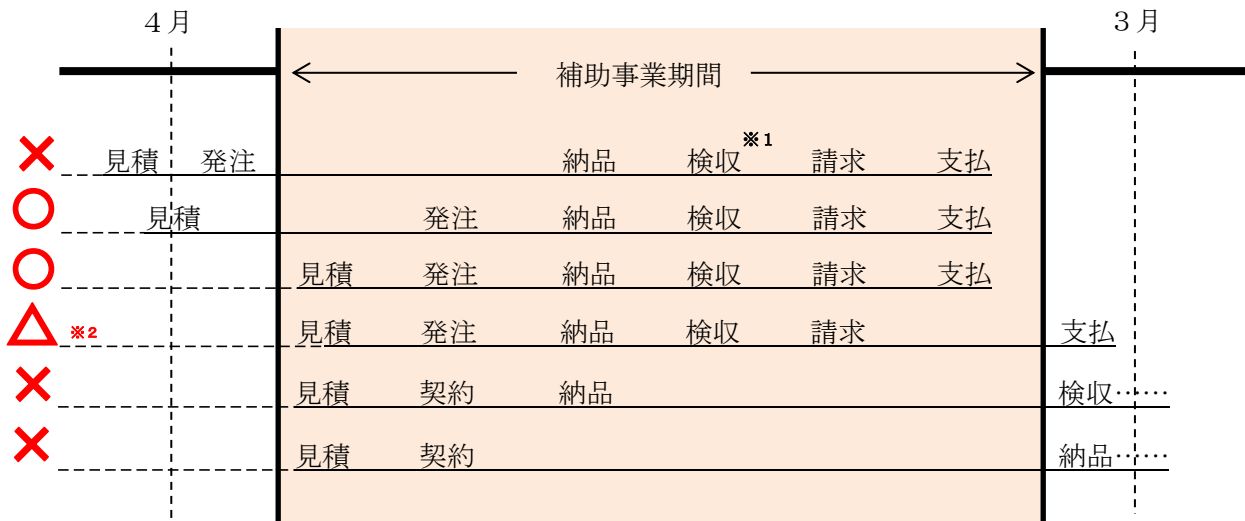 ４月 ３月
補助事業期間
見積 発注 納品 検収※1 請求 支払
見積 発注 納品 検収 請求 支払
見積 発注 納品 検収 請求 支払
※2 見積 発注 納品 検収 請求 支払
見積 契約 納品 検収……
見積 契約 納品……